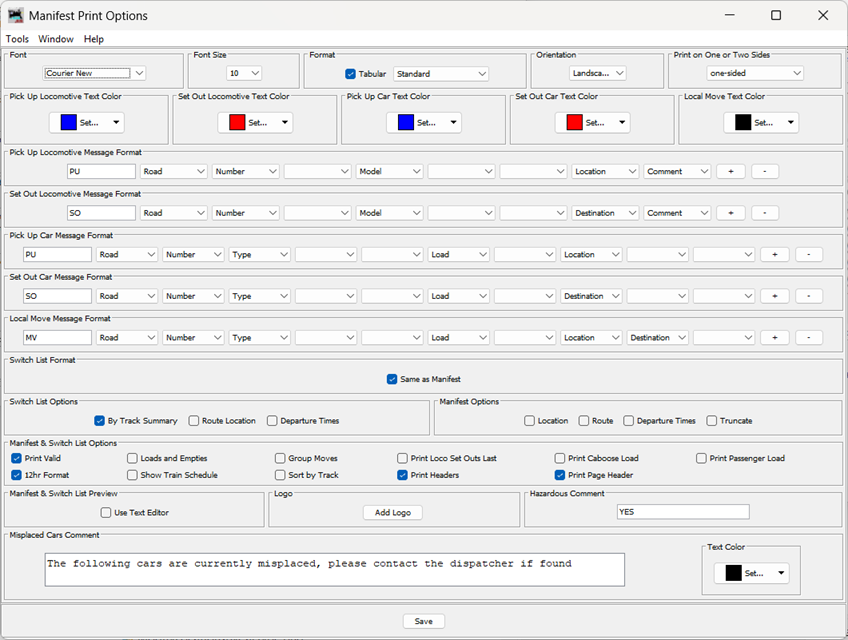 Manifest Print Options
Tools Window Help
Font Font Size Format Orientation Print on One or Two Sides
Courier New 10 Tabular Standard Landsca... one-sided
Pick Up Locomotive Text Color Set Out Locomotive Text Color Pick Up Car Text Color Set Out Car Text Color Local Move Text Color
Set... Set... Set... Set... Set...
Pick Up Locomotive Message Format
PU Road Number Model Location Comment + -
Set Out Locomotive Message Format
SO Road Number Model Destination Comment + -
Pick Up Car Message Format
PU Road Number Type Load Location + -
Set Out Car Message Format
SO Road Number Type Load Destination + -
Local Move Message Format
MV Road Number Type Load Location Destination + -
Switch List Format
Same as Manifest
Switch List Options Manifest Options
By Track Summary Route Location Departure Times Location Route Departure Times Truncate
Manifest & Switch List Options
Print Valid Loads and Empties Group Moves Print Loco Set Outs Last Print Caboose Load Print Passenger Load
12hr Format Show Train Schedule Sort by Track Print Headers Print Page Header
Manifest & Switch List Preview Logo Hazardous Comment
Use Text Editor Add Logo YES
Misplaced Cars Comment
Text Color
The following cars are currently misplaced, please contact the dispatcher if found
Set...
Save